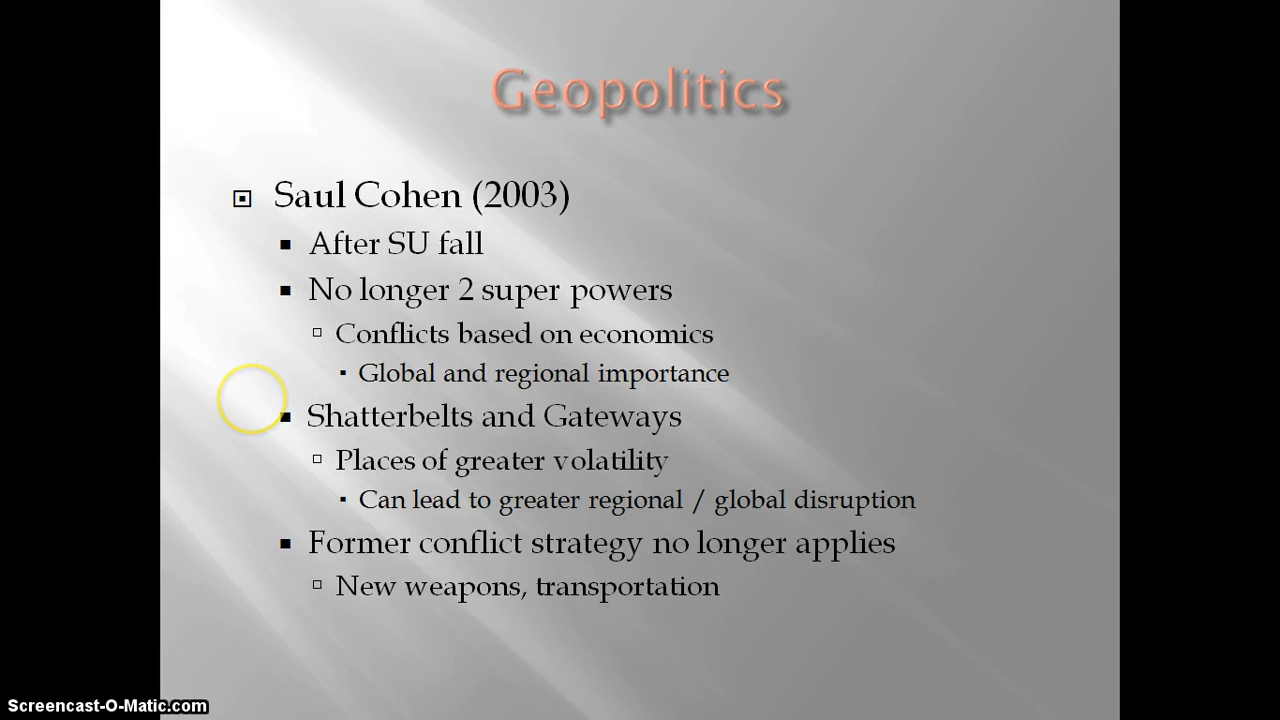 Geopolitics
Saul Cohen (2003)
After SU fall
No longer 2 super powers
Conflicts based on economics
Global and regional importance
Shatterbelts and Gateways
Places of greater volatility
Can lead to greater regional / global disruption
Former conflict strategy no longer applies
New weapons, transportation
Screencast-O-Matic.com